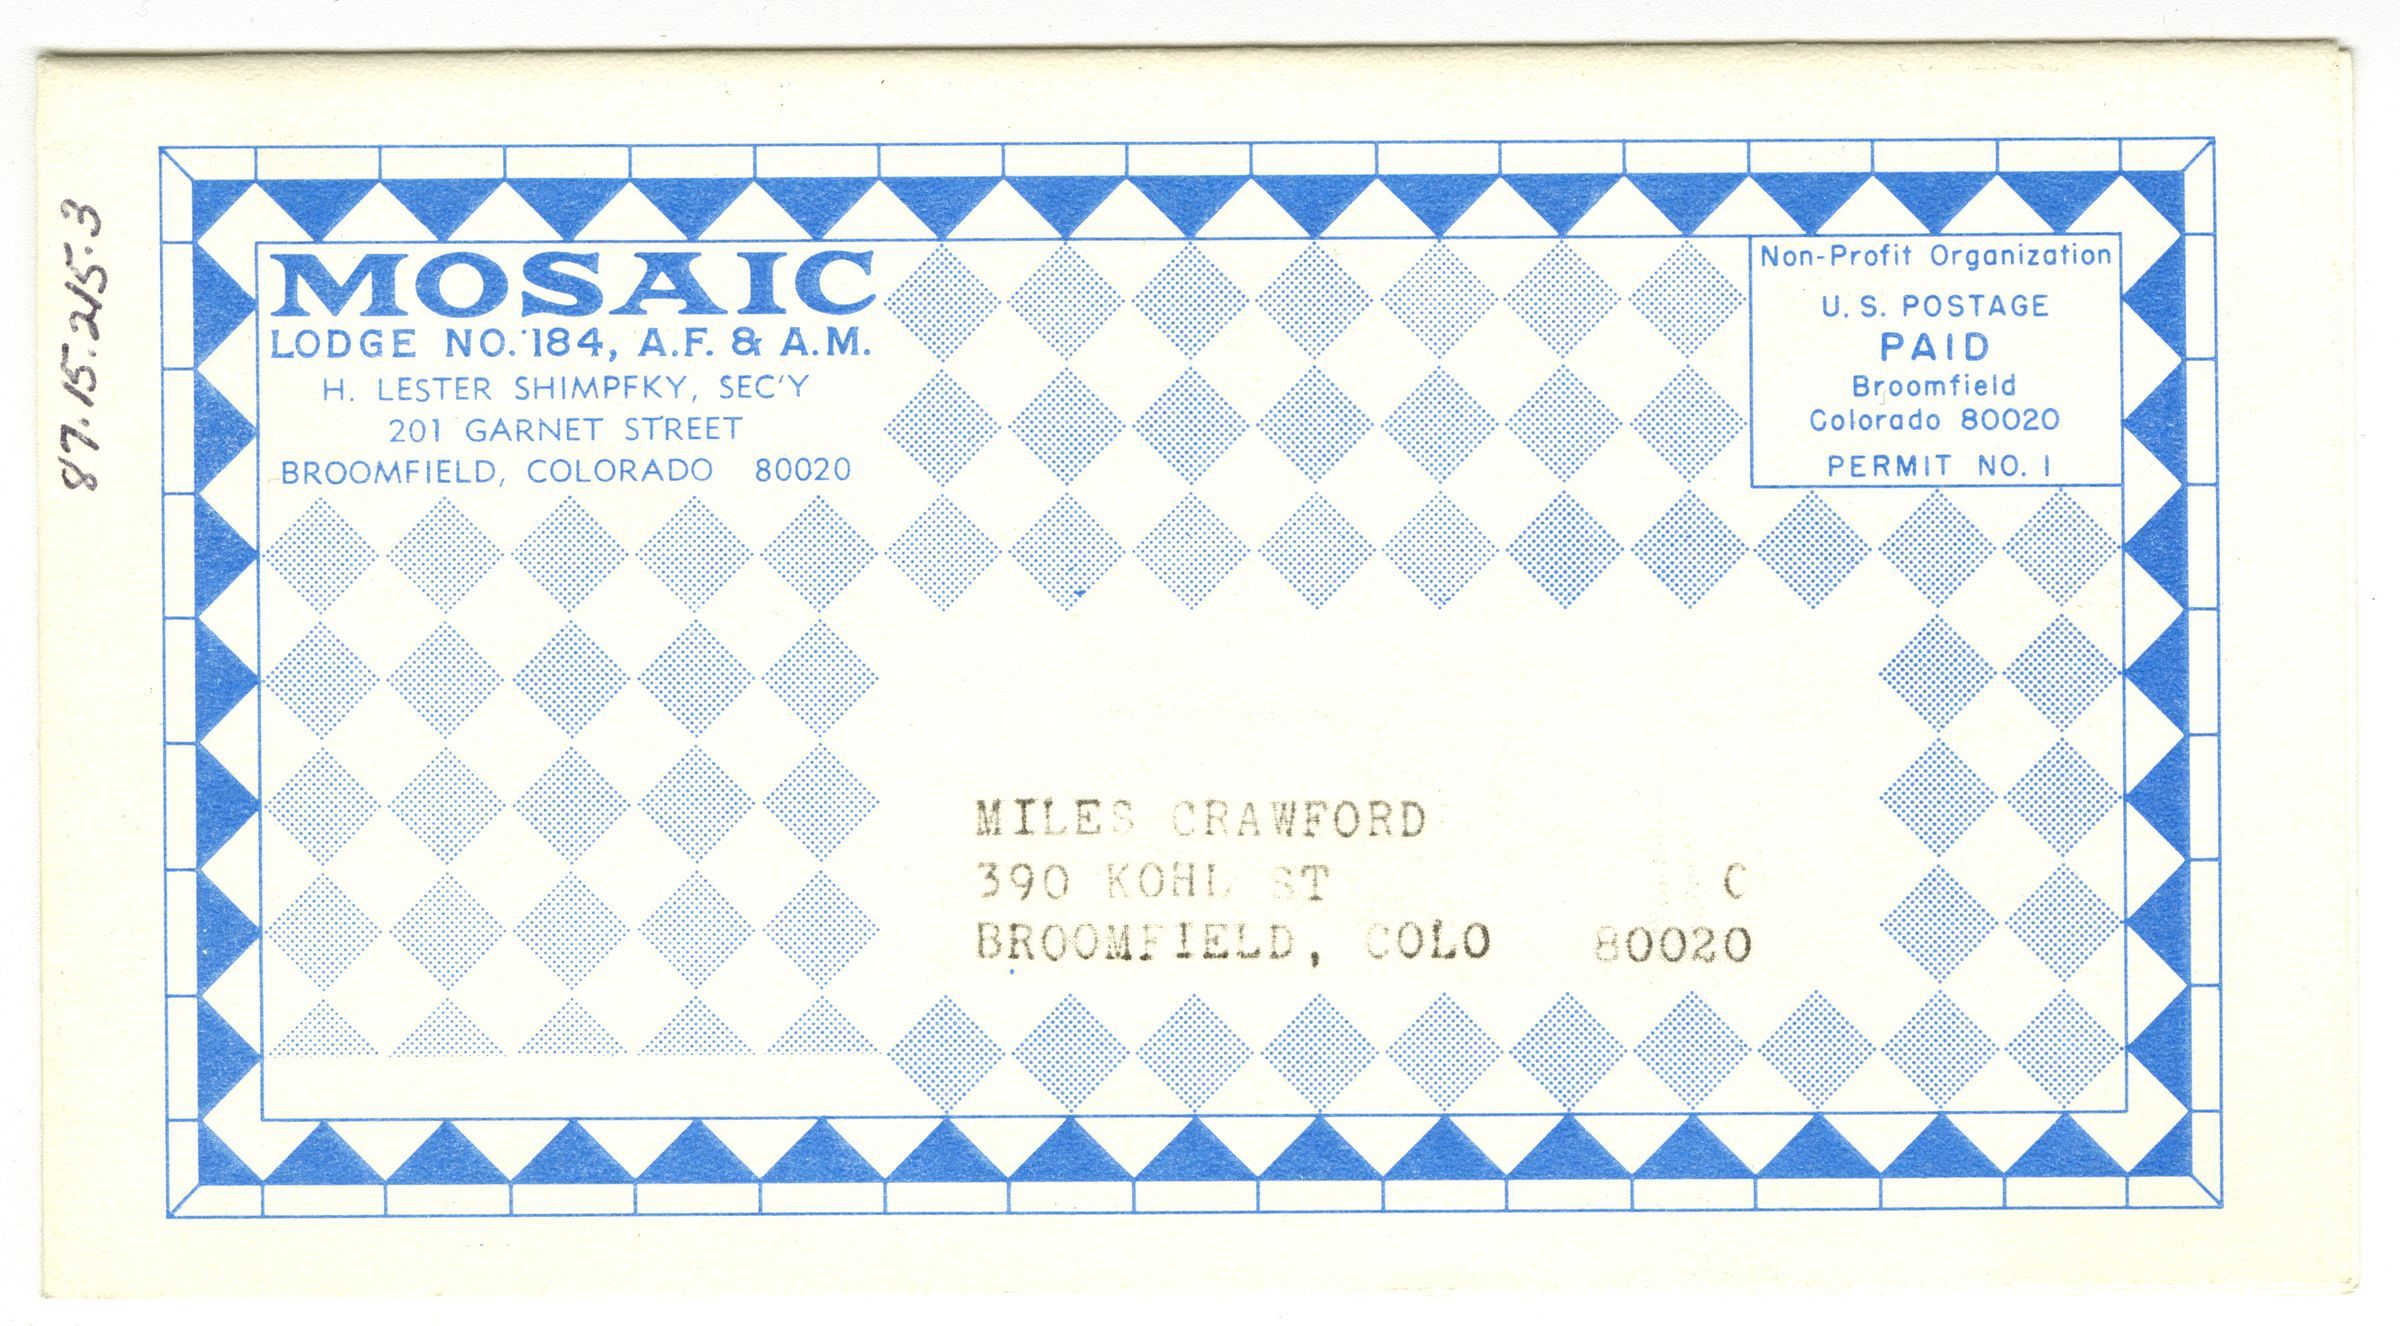 87.15.215.3
MOSAIC
LODGE NO. 184, A.F. & A.M.
H. LESTER SHIMPFKY, SEC'Y
201 GARNET STREET
BROOMFIELD, COLORADO 80020
Non-Profit Organization
U. S. POSTAGE
PAID
Broomfield
Colorado 80020
PERMIT NO. 1
MILES CRAWFORD
390 KOHL ST C
BROOMFIELD, COLO 80020